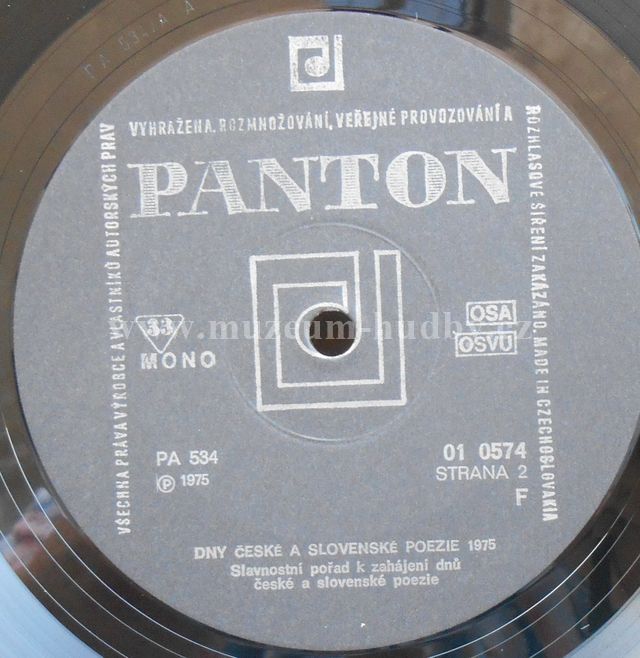 VŠECHNA PRÁVA VÝROBCE A VLASTNÍKŮ AUTORSKÝCH PRÁV
VYHRAŽENA. ROZMNOŽOVÁNÍ, VEŘEJNÉ PROVOZOVÁNÍ A
ROZHLASOVÉ ŠÍŘENÍ ZAKÁZÁNO. MADE IN CZECHOSLOVAKIA
PANTON
33
MONO
OSA
OSVU
www.muzeum-hudby.cz
PA 534
℗ 1975
01 0574
STRANA 2
F
DNY ČESKÉ A SLOVENSKÉ POEZIE 1975
Slavnostní pořad k zahájení dnů
české a slovenské poezie